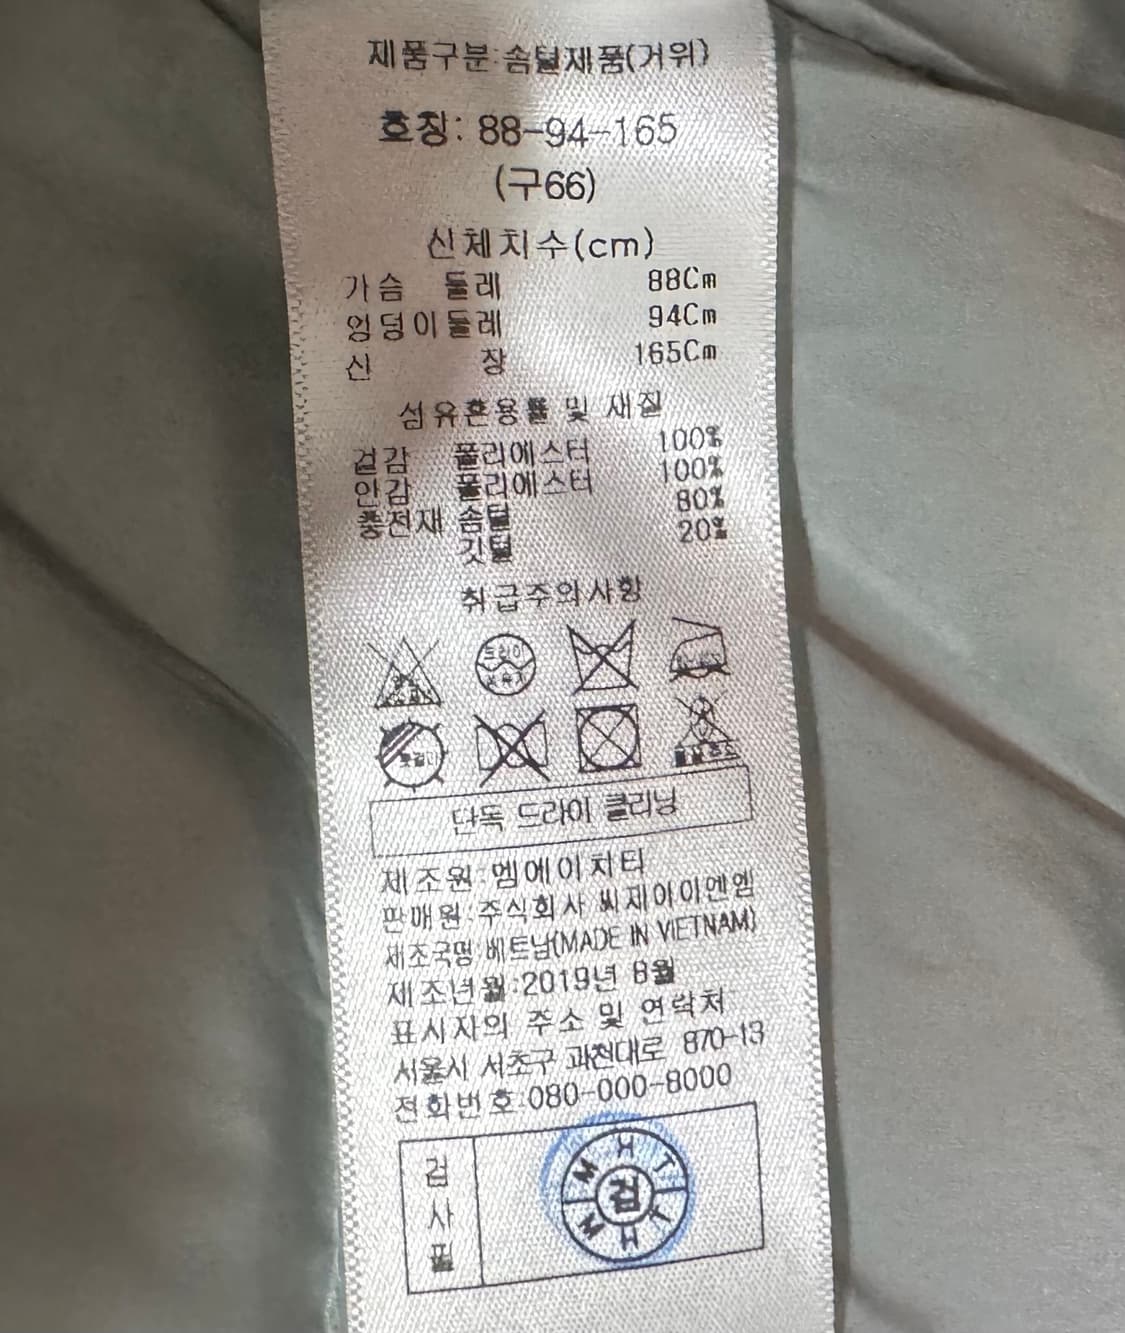 제품구분:솜털제품(거위)
호칭: 88-94-165
(구66)
신체치수(cm)
가슴 둘레 88Cm
엉덩이둘레 94Cm
신 장 165Cm
섬유혼용률 및 재질
겉감 폴리에스터 100%
안감 폴리에스터 100%
충전재 솜털 80%
깃털 20%
취급주의사항
드라이
단독 드라이 클리닝
제조원:엠에이치티
판매원:주식회사 씨제이이엔엠
제조국명 베트남(MADE IN VIETNAM)
제조년월:2019년 8월
표시자의 주소 및 연락처
서울시 서초구 과천대로 870-13
전화번호:080-000-8000
검사필
M H T
검
M H T